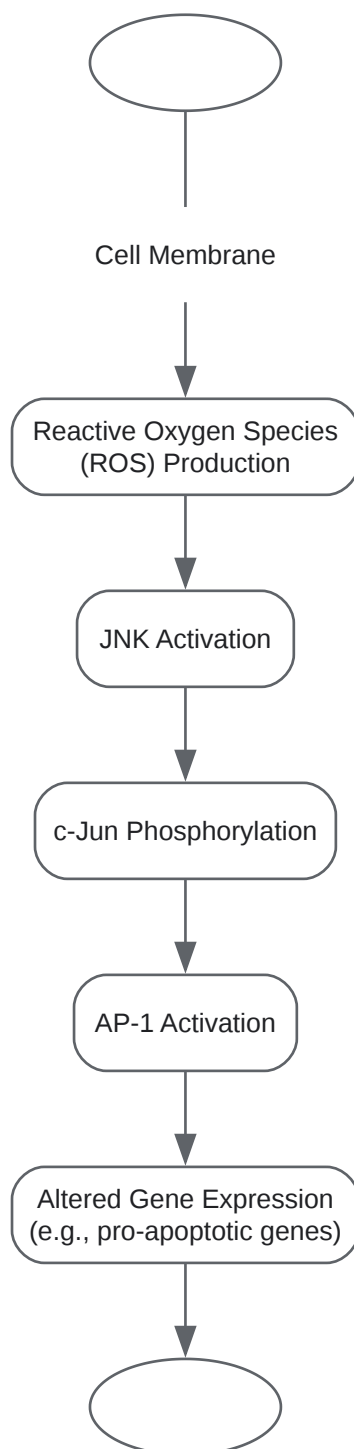 Cell Membrane
Reactive Oxygen Species
(ROS) Production
JNK Activation
c-Jun Phosphorylation
AP-1 Activation
Altered Gene Expression
(e.g., pro-apoptotic genes)